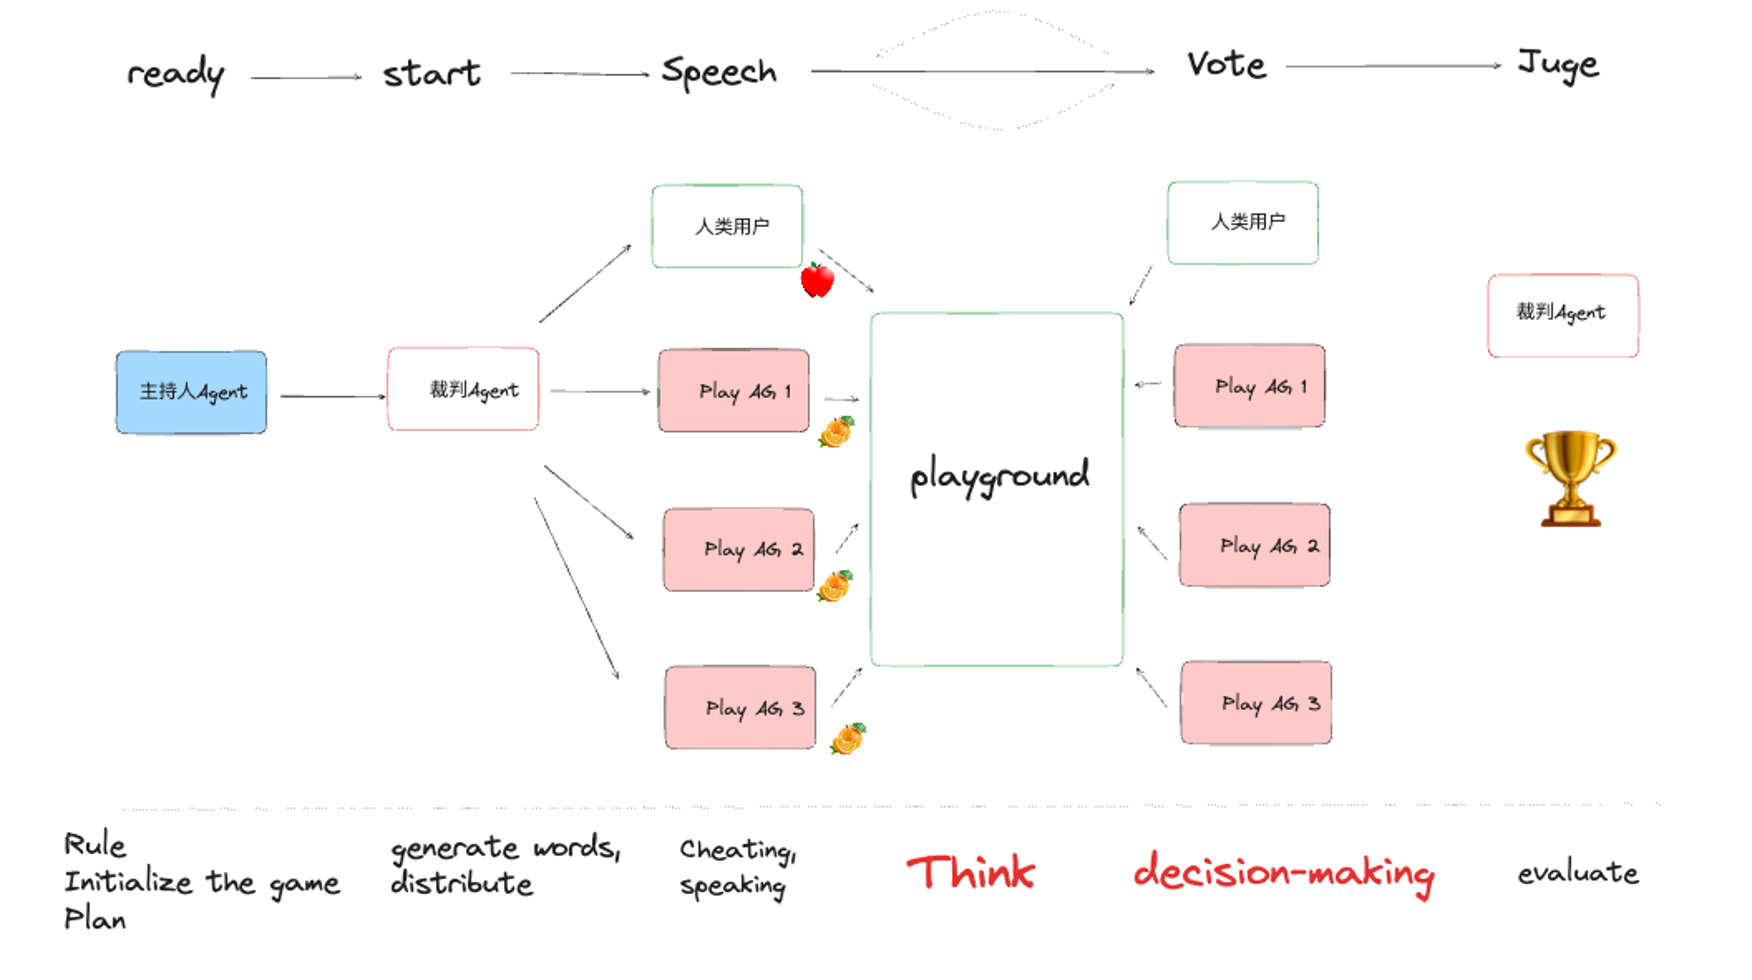 ready
start
Speech
Vote
Juge
人类用户
人类用户
裁判Agent
主持人Agent
裁判Agent
Play AG 1
Play AG 1
playground
Play AG 2
Play AG 2
Play AG 3
Play AG 3
Rule
Initialize the game
Plan
generate words,
distribute
Cheating,
speaking
Think
decision-making
evaluate